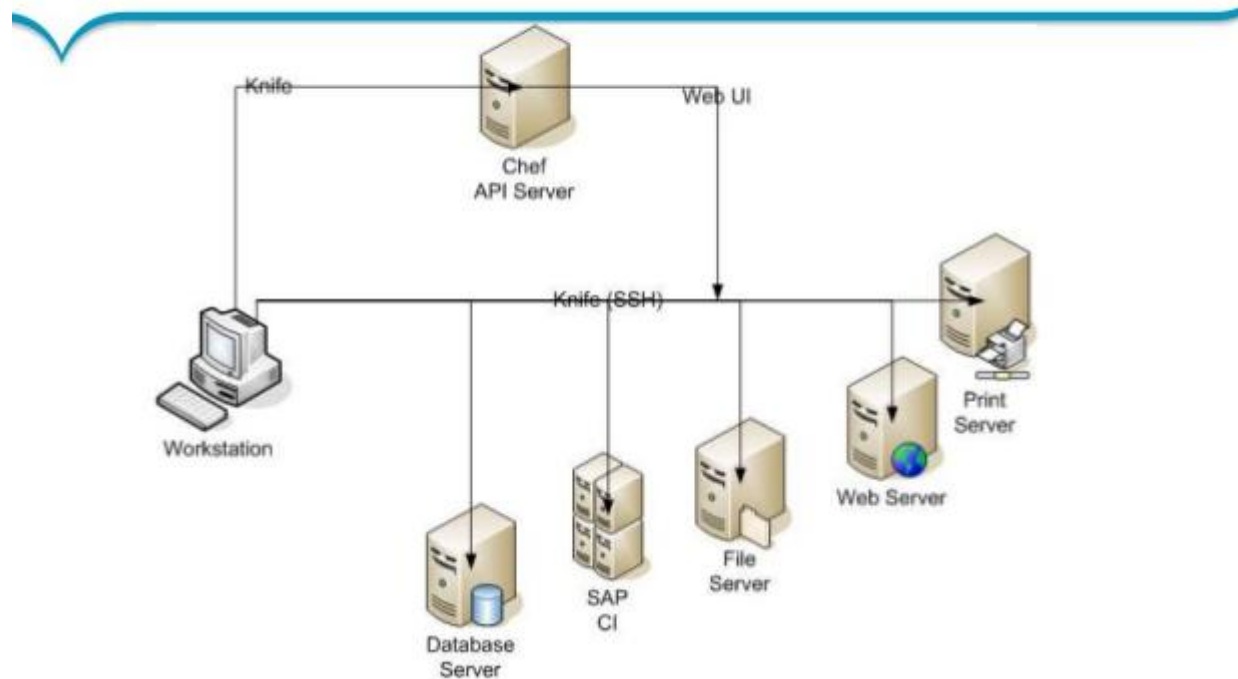 Knife
Web UI
Chef
API Server
Knife (SSH)
Workstation
Print
Server
Web Server
File
Server
SAP
CI
Database
Server